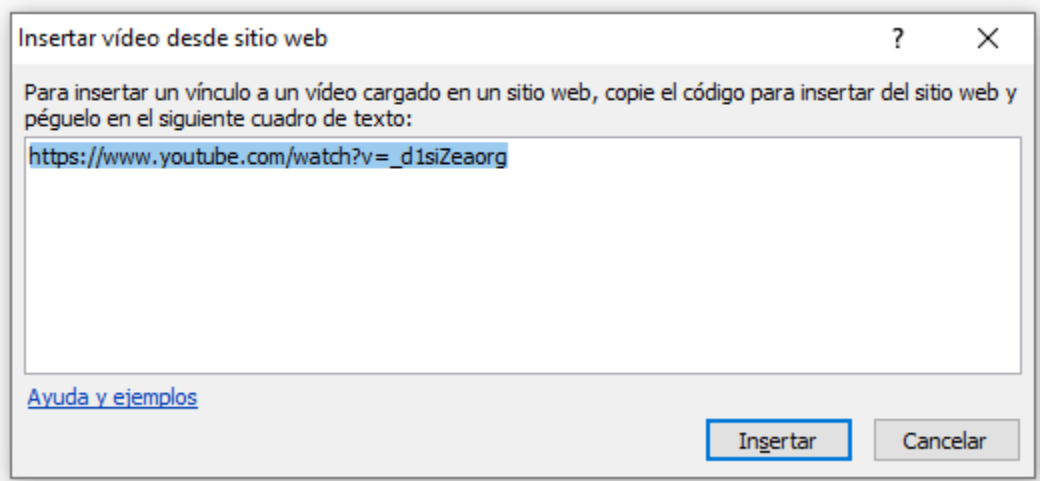 Insertar vídeo desde sitio web
?
Para insertar un vínculo a un vídeo cargado en un sitio web, copie el código para insertar del sitio web y
péguelo en el siguiente cuadro de texto:
https://www.youtube.com/watch?v=_d1siZeaorg
Ayuda y ejemplos
Insertar
Cancelar